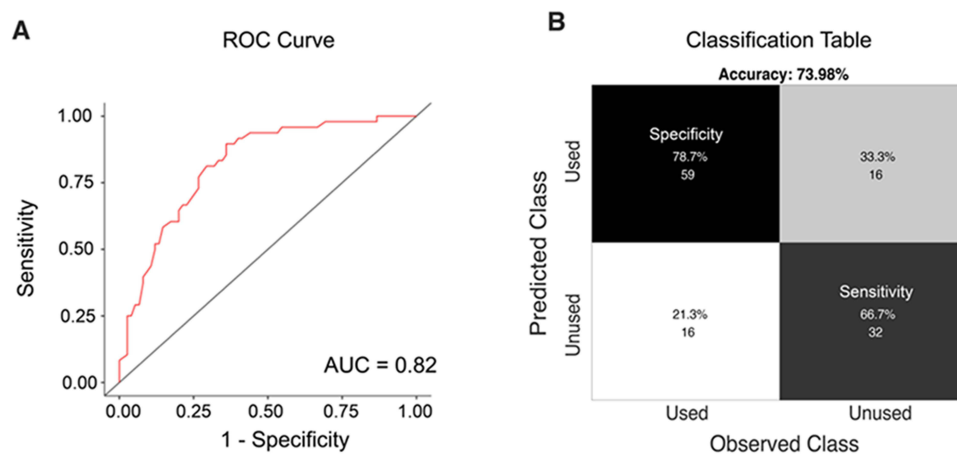 A
ROC Curve
1.00
0.75
0.50
0.25
0.00
Sensitivity
AUC = 0.82
0.00 0.25 0.50 0.75 1.00
1 - Specificity
B
Classification Table
Accuracy: 73.98%
Predicted Class
Used
Specificity
78.7%
59
33.3%
16
Unused
21.3%
16
Sensitivity
66.7%
32
Used Unused
Observed Class